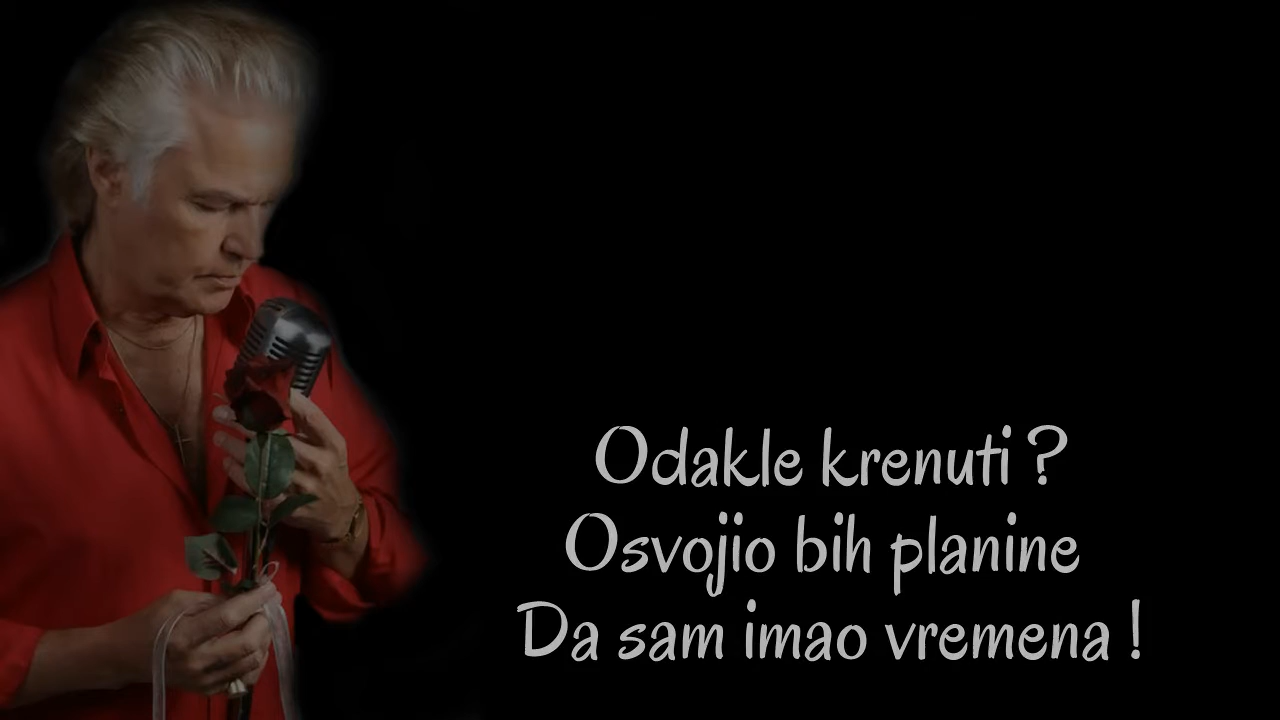 Odakle krenuti ?
Osvojio bih planine
Da sam imao vremena !